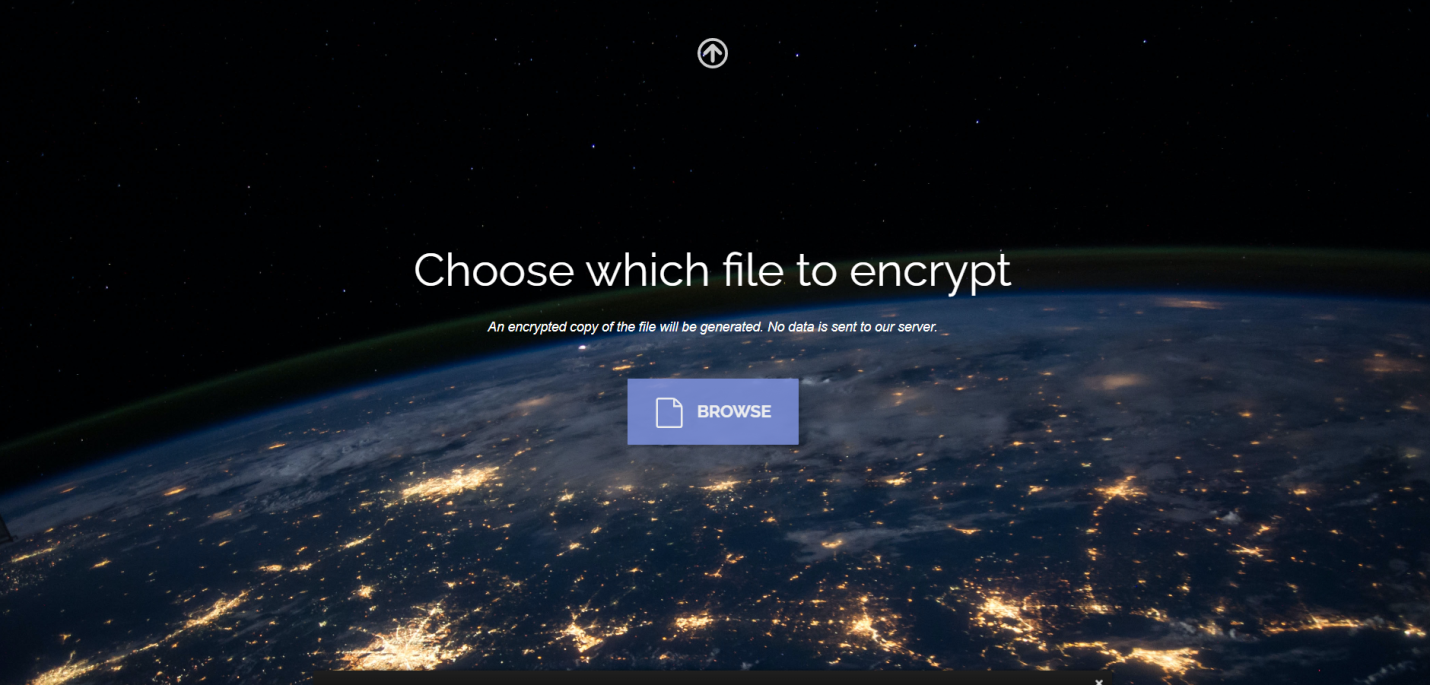 Choose which file to encrypt
An encrypted copy of the file will be generated. No data is sent to our server.
BROWSE